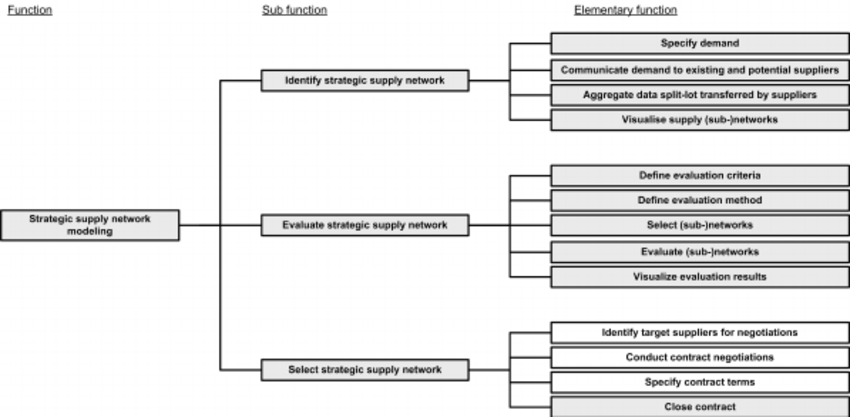 Function
Sub function
Elementary function
Specify demand
Communicate demand to existing and potential suppliers
Identify strategic supply network
Aggregate data split-lot transferred by suppliers
Visualise supply (sub-)networks
Define evaluation criteria
Define evaluation method
Strategic supply network
modeling
Evaluate strategic supply network
Select (sub-)networks
Evaluate (sub-)networks
Visualize evaluation results
Identify target suppliers for negotiations
Conduct contract negotiations
Select strategic supply network
Specify contract terms
Close contract